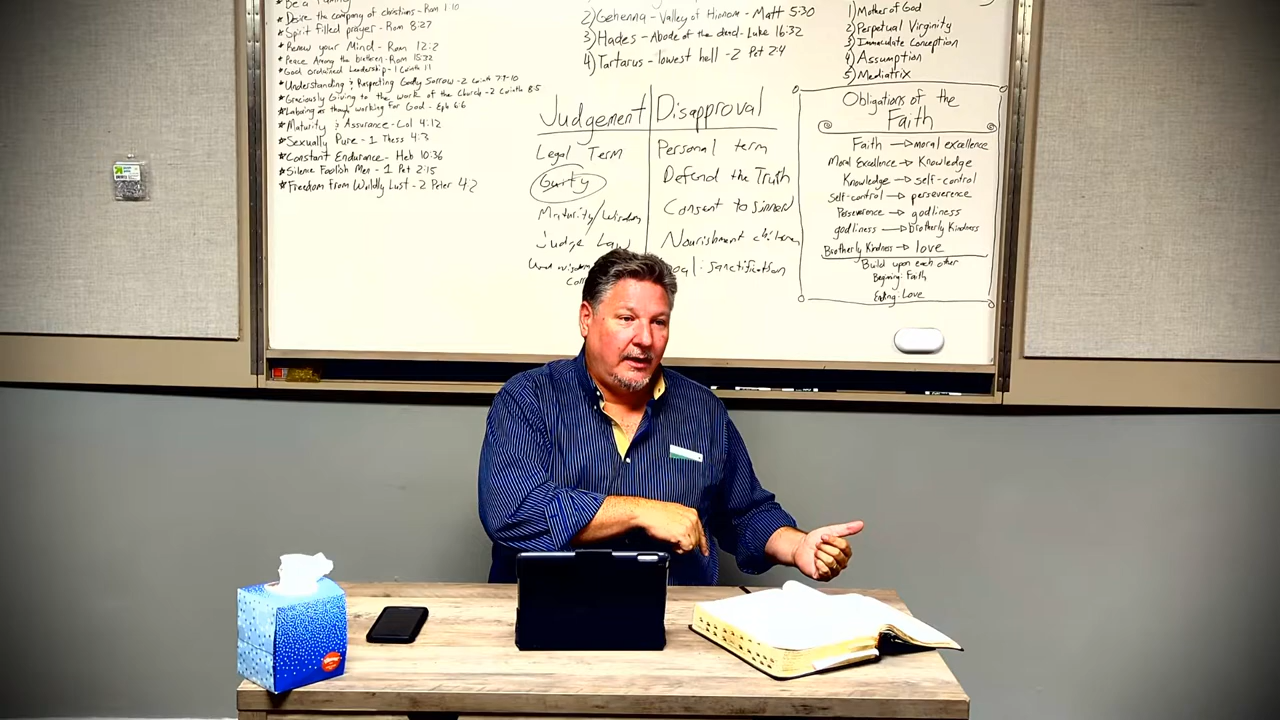 * Be a Family
* Desire the company of christians - Rom 1:10
* Spirit filled prayer - Rom 8:27
* Renew your Mind - Rom 12:2
* Peace Among the brethren - Rom 15:32
* God ordained Leadership - 1 Corinth 1:1
* Understanding & Respecting Godly Sorrow - 2 Corinth 7:9-10
* Graciously Giving to the work of the Church - 2 Corinth 8:5
* Laboring as though working for God - Eph 6:6
* Maturity & Assurance - Col 4:12
* Sexually Pure - 1 Thess 4:3
* Constant Endurance - Heb 10:36
* Silence Foolish Men - 1 Pet 2:15
* Freedom From Worldly Lust - 2 Peter 4:2
2) Gehenna - Valley of Hinnom - Matt 5:30
3) Hades - Abode of the dead - Luke 16:32
4) Tartarus - lowest hell - 2 Pet 2:4
1) Mother of God
2) Perpetual Virginity
3) Immaculate Conception
4) Assumption
5) Mediatrix
Judgement
Legal Term
Guilty
Maturity/Wisdom
Judge Law
Disapproval
Personal term
Defend the Truth
Consent to sinners
Nourishment
Goal: Sanctification
Obligations of the
Faith
Faith → moral excellence
Moral Excellence → Knowledge
Knowledge → self-control
Self-control → perseverence
Perseverence → godliness
godliness → Brotherly Kindness
Brotherly Kindness → love
Build upon each other
Begining: Faith
Ending: Love